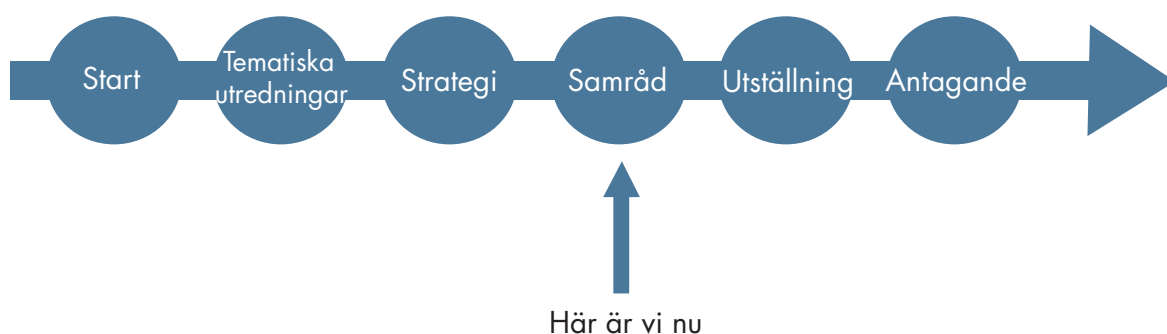 Start
Tematiska
utredningar
Strategi
Samråd
Utställning
Antagande
Här är vi nu